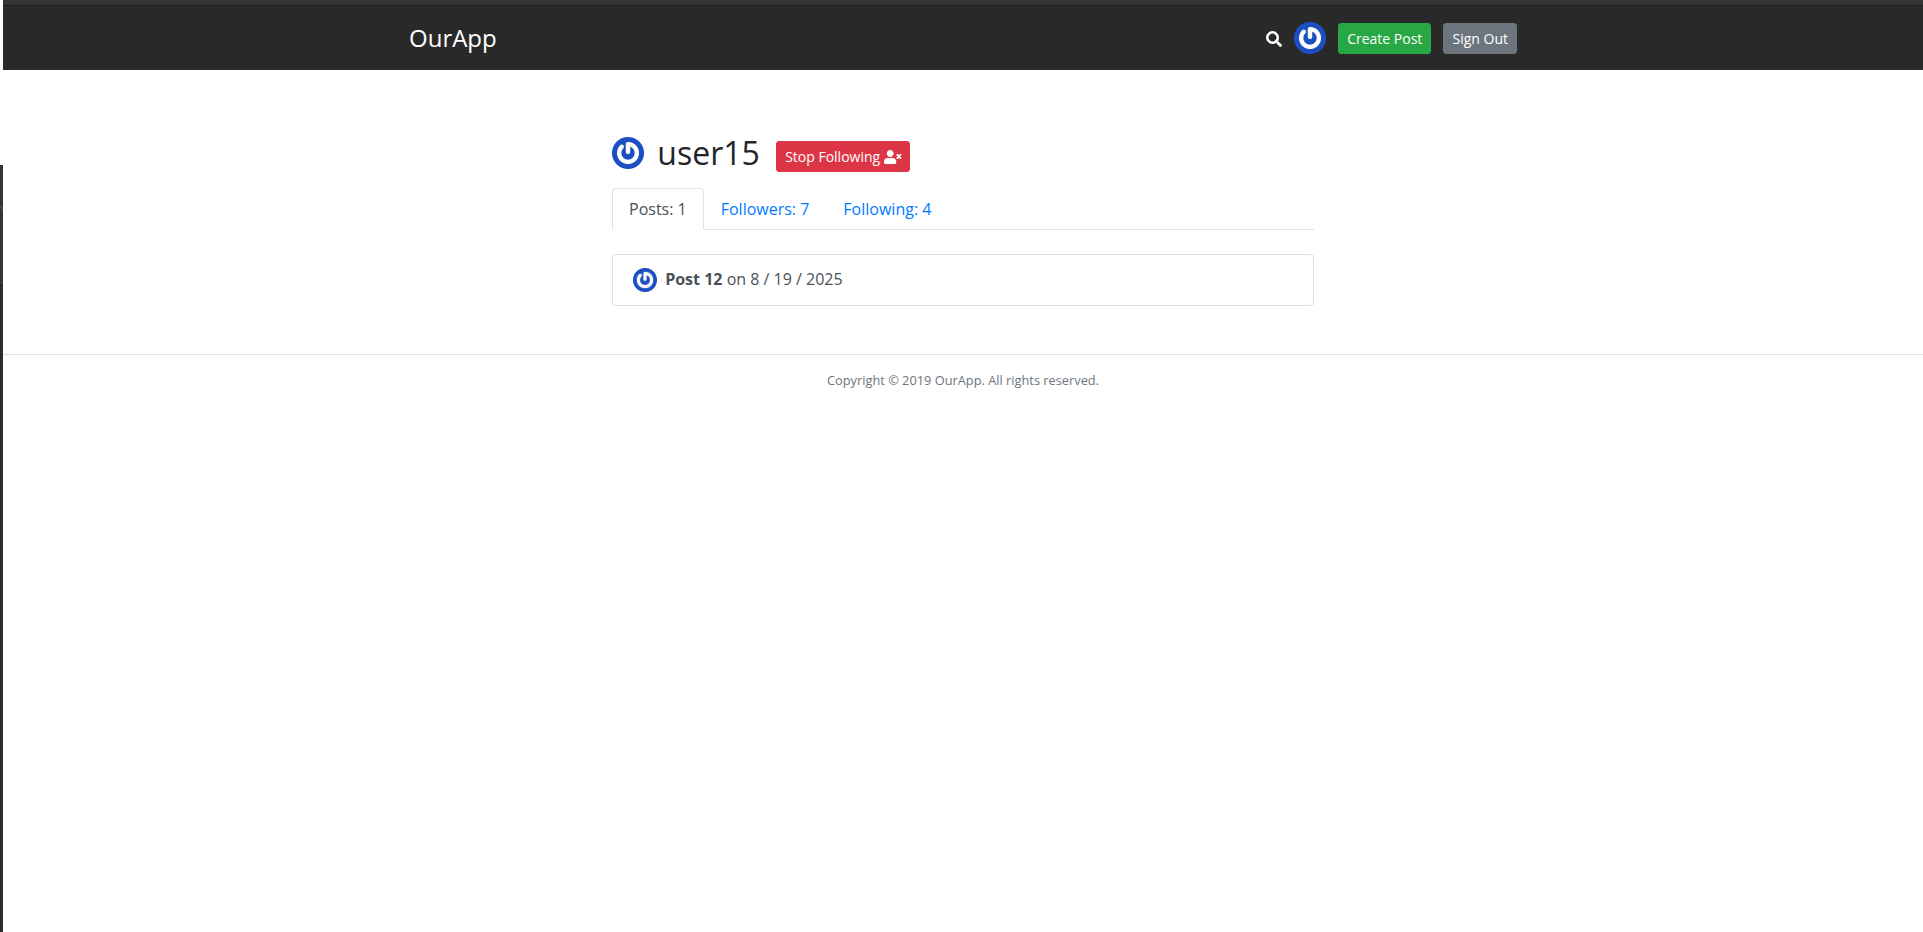 OurApp
Create Post
Sign Out
user15
Stop Following
Posts: 1
Followers: 7
Following: 4
Post 12 on 8 / 19 / 2025
Copyright © 2019 OurApp. All rights reserved.